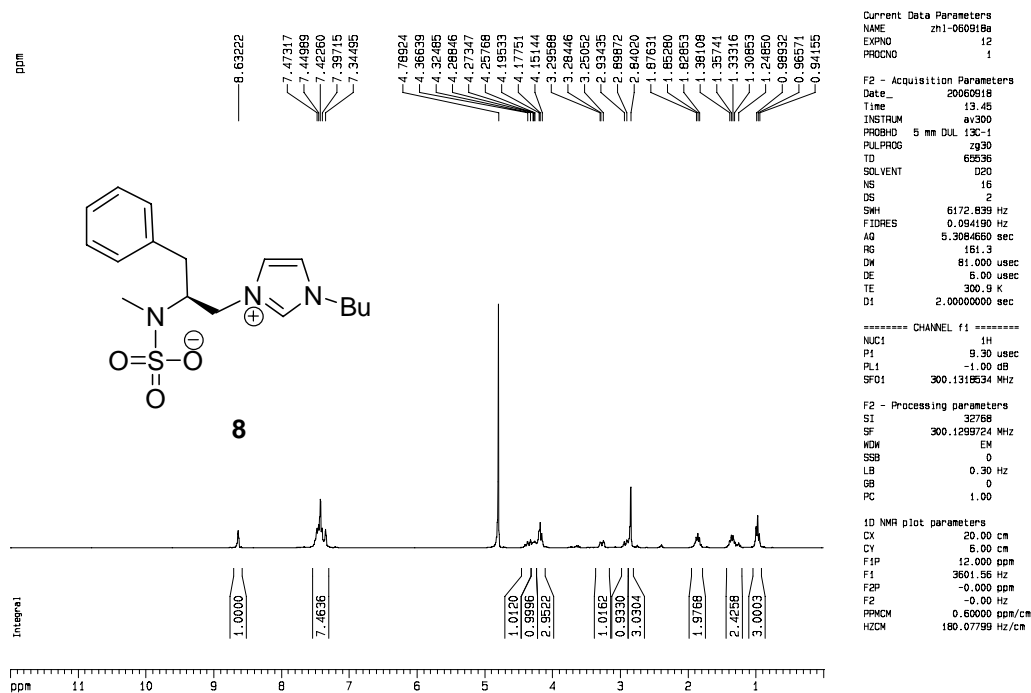 ppm
8.63222
7.47317
7.44989
7.42260
7.39715
7.34495
4.78924
4.36639
4.32485
4.28846
4.27347
4.25768
4.19533
4.17751
4.15144
3.29588
3.28446
3.25052
2.93435
2.89872
2.84020
1.87631
1.85280
1.82853
1.38108
1.35741
1.33316
1.30853
1.24850
0.98932
0.96571
0.94155
N
N
Bu
N
O
S
O
O
8
Integral
1.0000
7.4636
1.0120
0.9996
2.9522
1.0162
0.9330
3.0304
1.9768
2.4258
3.0003
ppm 11 10 9 8 7 6 5 4 3 2 1
Current Data Parameters
NAME zhl-060918a
EXPNO 12
PROCNO 1
F2 - Acquisition Parameters
Date_ 20060918
Time 13.45
INSTRUM av300
PROBHD 5 mm DUL 13C-1
PULPROG zg30
TD 65536
SOLVENT D2O
NS 16
DS 2
SWH 6172.839 Hz
FIDRES 0.094190 Hz
AQ 5.3084660 sec
RG 161.3
DW 81.000 usec
DE 6.00 usec
TE 300.9 K
D1 2.00000000 sec
======== CHANNEL f1 ========
NUC1 1H
P1 9.30 usec
PL1 -1.00 dB
SFO1 300.1318534 MHz
F2 - Processing parameters
SI 32768
SF 300.1299724 MHz
WDW EM
SSB 0
LB 0.30 Hz
GB 0
PC 1.00
1D NMR plot parameters
CX 20.00 cm
CY 6.00 cm
F1P 12.000 ppm
F1 3601.56 Hz
F2P -0.000 ppm
F2 -0.00 Hz
PPMCM 0.60000 ppm/cm
HZCM 180.07799 Hz/cm